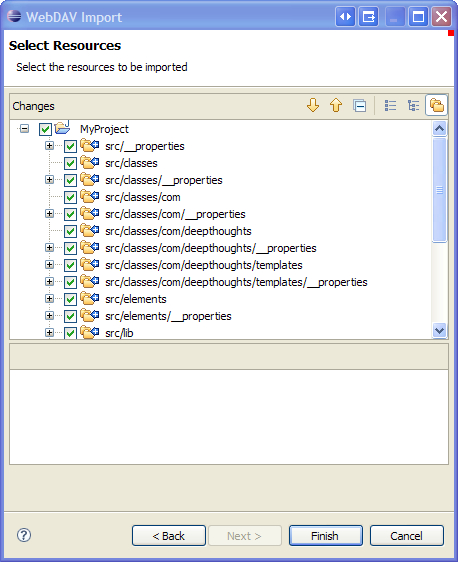 WebDAV Import
Select Resources
Select the resources to be imported
Changes
MyProject
src/__properties
src/classes
src/classes/__properties
src/classes/com
src/classes/com/__properties
src/classes/com/deepthoughts
src/classes/com/deepthoughts/__properties
src/classes/com/deepthoughts/templates
src/classes/com/deepthoughts/templates/__properties
src/elements
src/elements/__properties
src/lib
< Back Next > Finish Cancel